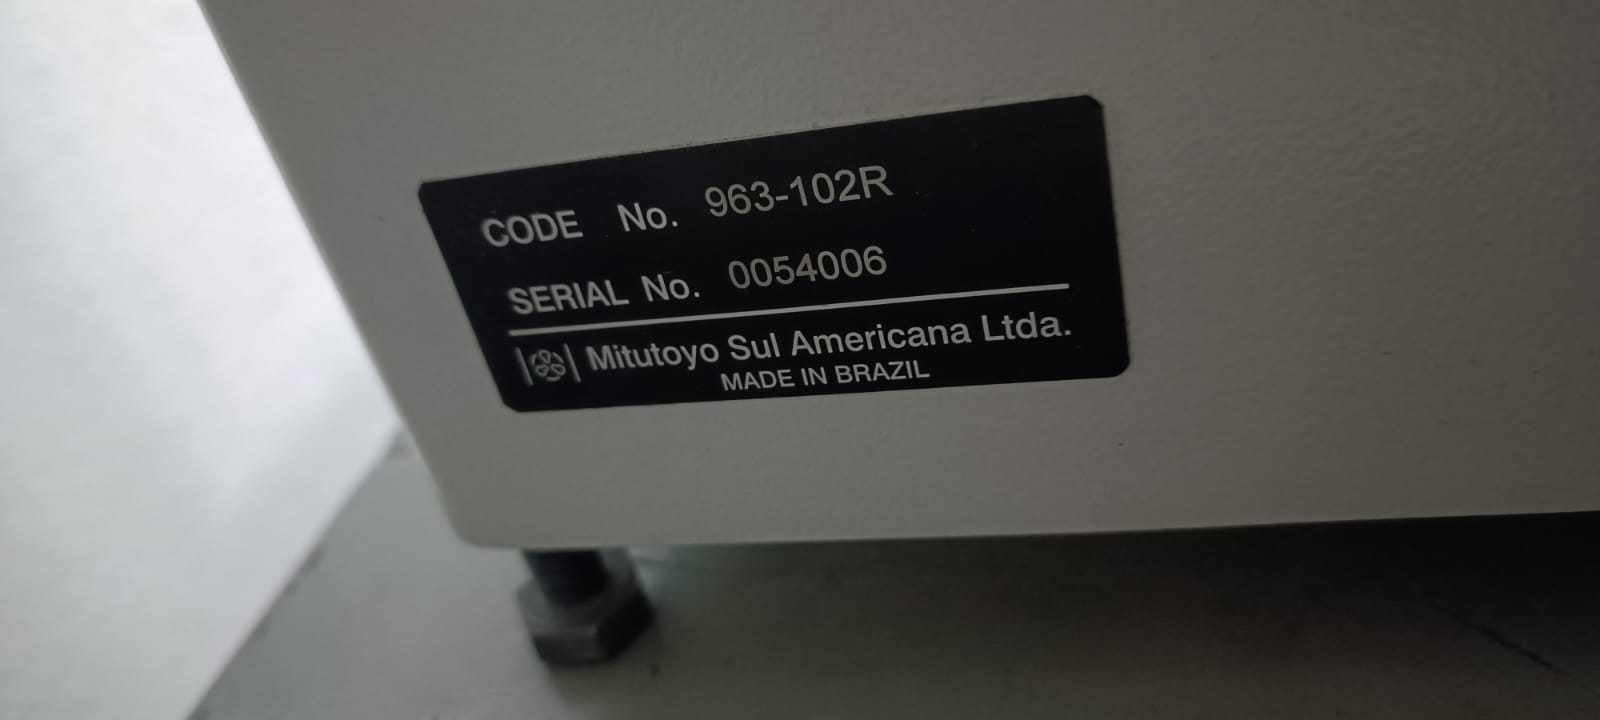 CODE No. 963-102R
SERIAL No. 0054006
Mitutoyo Sul Americana Ltda.
MADE IN BRAZIL